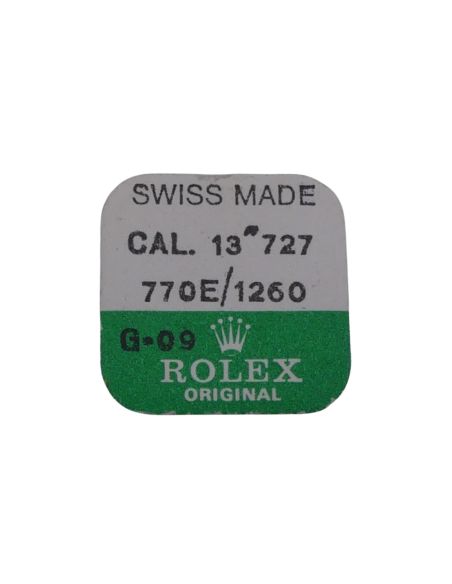 SWISS MADE
CAL. 13‴727
770E/1260
G-09
ROLEX
ORIGINAL